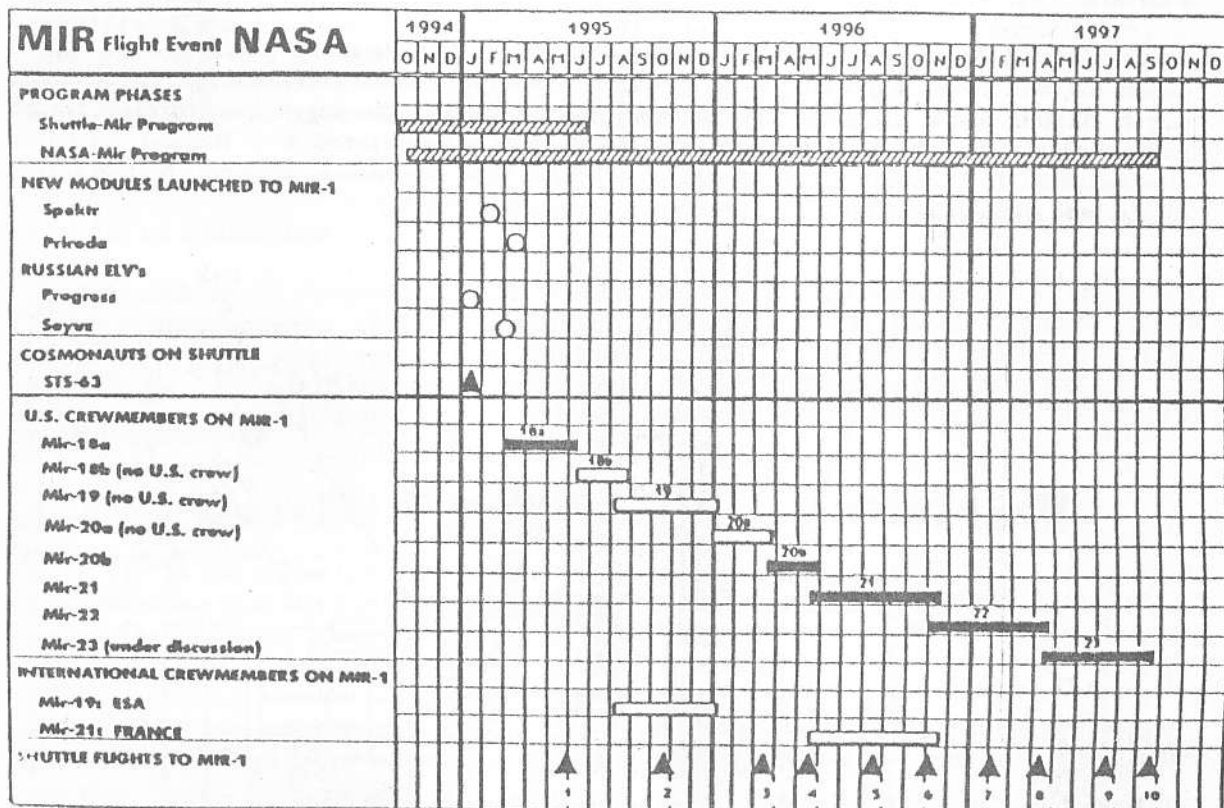 MIR Flight Event NASA
1994 1995 1996 1997
O N D J F M A M J J A S O N D J F M A M J J A S O N D J F M A M J J A S O N D
PROGRAM PHASES
Shuttle-Mir Program
NASA-Mir Program
NEW MODULES LAUNCHED TO MIR-1
Spektr
Priroda
RUSSIAN ELV's
Progress
Soyuz
COSMONAUTS ON SHUTTLE
STS-63
U.S. CREWMEMBERS ON MIR-1
Mir-18a
18a
Mir-18b (no U.S. crew)
18b
Mir-19 (no U.S. crew)
19
Mir-20a (no U.S. crew)
20a
Mir-20b
20b
Mir-21
21
Mir-22
22
Mir-23 (under discussion)
23
INTERNATIONAL CREWMEMBERS ON MIR-1
Mir-19: ESA
Mir-21: FRANCE
SHUTTLE FLIGHTS TO MIR-1
1 2 3 4 5 6 7 8 9 10